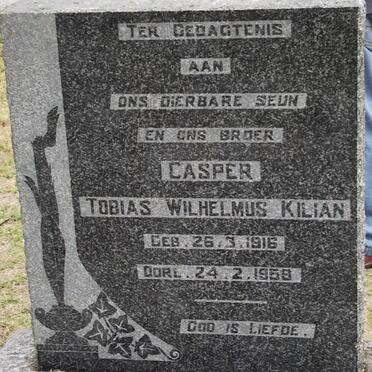 TER GEDAGTENIS
AAN
ONS DIERBARE SEUN
EN ONS BROER
CASPER
TOBIAS WILHELMUS KILIAN
GEB. 26.3.1916
OORL. 24.2.1958
GOD IS LIEFDE.